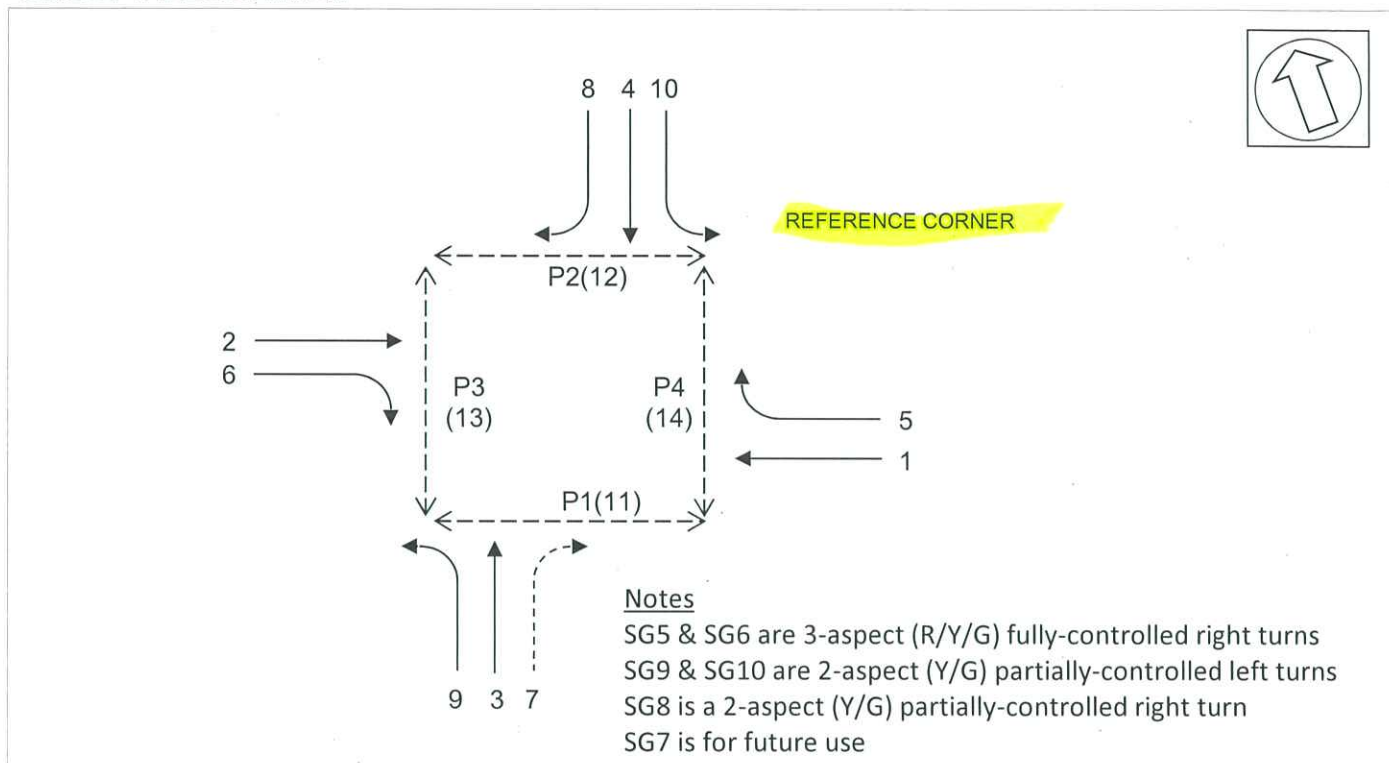 8 4 10
REFERENCE CORNER
P2(12)
2
6
P3
(13)
P4
(14)
5
1
P1(11)
9 3 7
Notes
SG5 & SG6 are 3-aspect (R/Y/G) fully-controlled right turns
SG9 & SG10 are 2-aspect (Y/G) partially-controlled left turns
SG8 is a 2-aspect (Y/G) partially-controlled right turn
SG7 is for future use